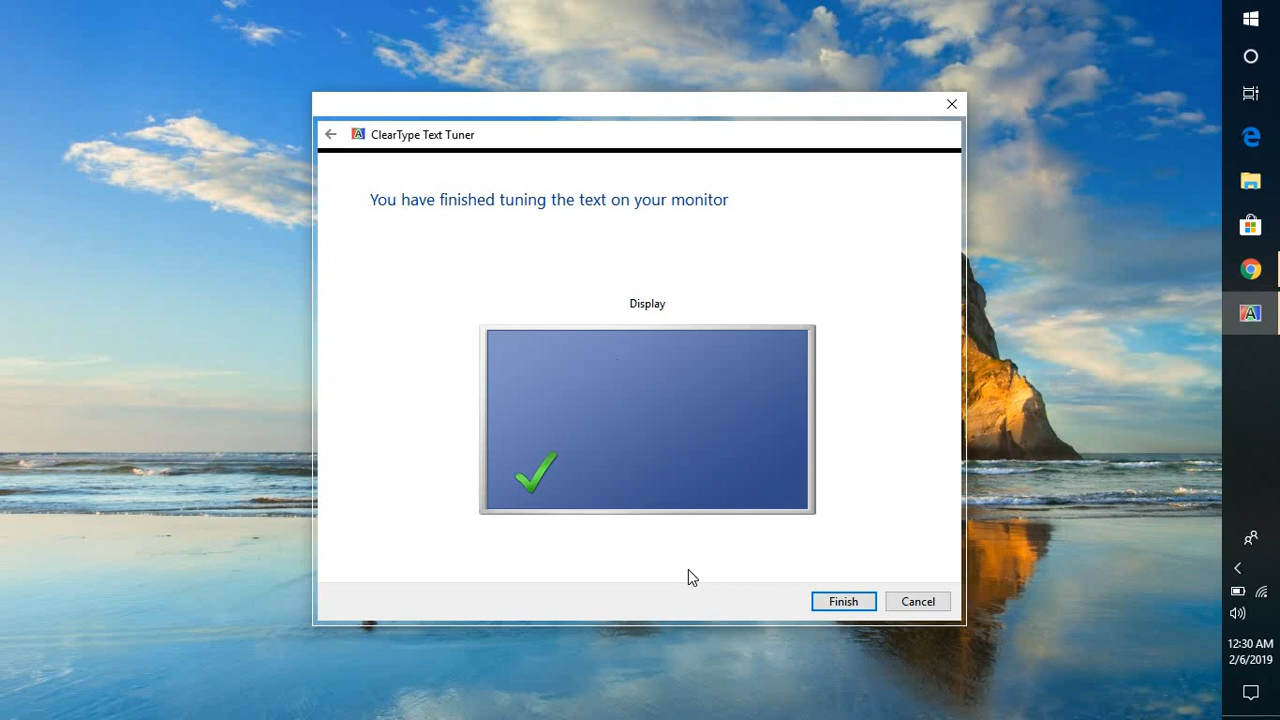 ClearType Text Tuner
You have finished tuning the text on your monitor
Display
Finish
Cancel
12:30 AM
2/6/2019